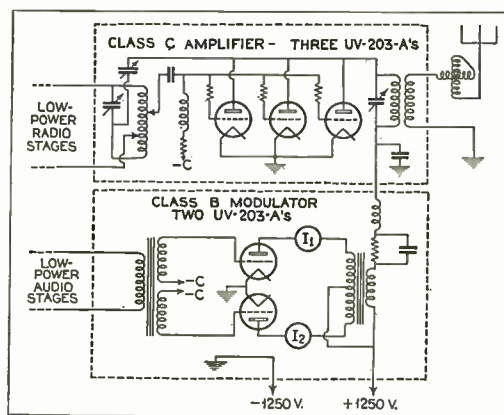 CLASS C AMPLIFIER - THREE UV-203-A's
LOW-
POWER
RADIO
STAGES
-C
CLASS B MODULATOR
TWO UV-203-A's
I1
LOW-
POWER
AUDIO
STAGES
-C
-C
I2
-1250 V. +1250 V.